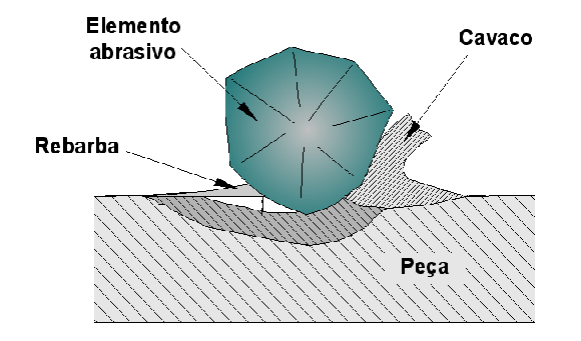 Elemento
abrasivo
Cavaco
Rebarba
Peça